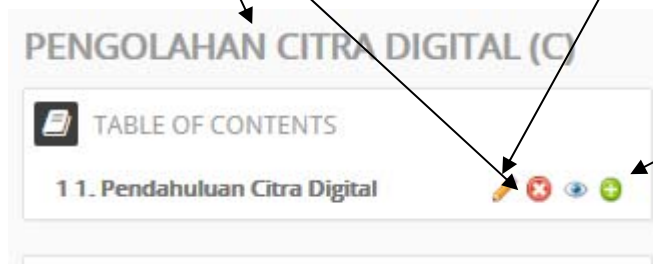 PENGOLAHAN CITRA DIGITAL (C)
TABLE OF CONTENTS
1 1. Pendahuluan Citra Digital